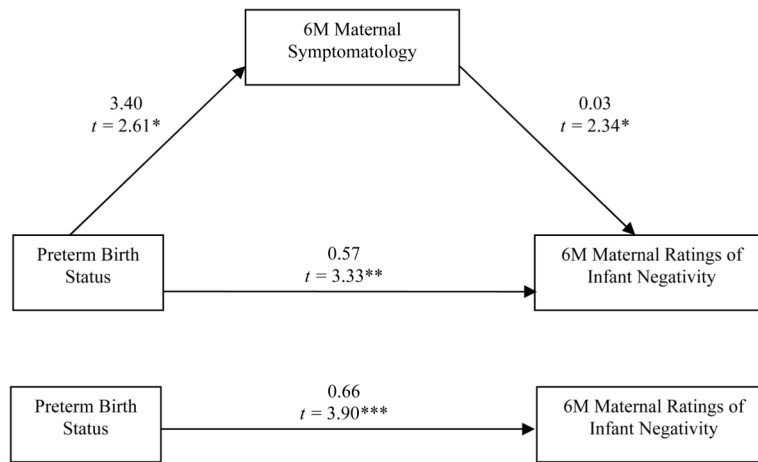 6M Maternal
Symptomatology
3.40
t = 2.61*
0.03
t = 2.34*
Preterm Birth
Status
0.57
t = 3.33**
6M Maternal Ratings of
Infant Negativity
Preterm Birth
Status
0.66
t = 3.90***
6M Maternal Ratings of
Infant Negativity